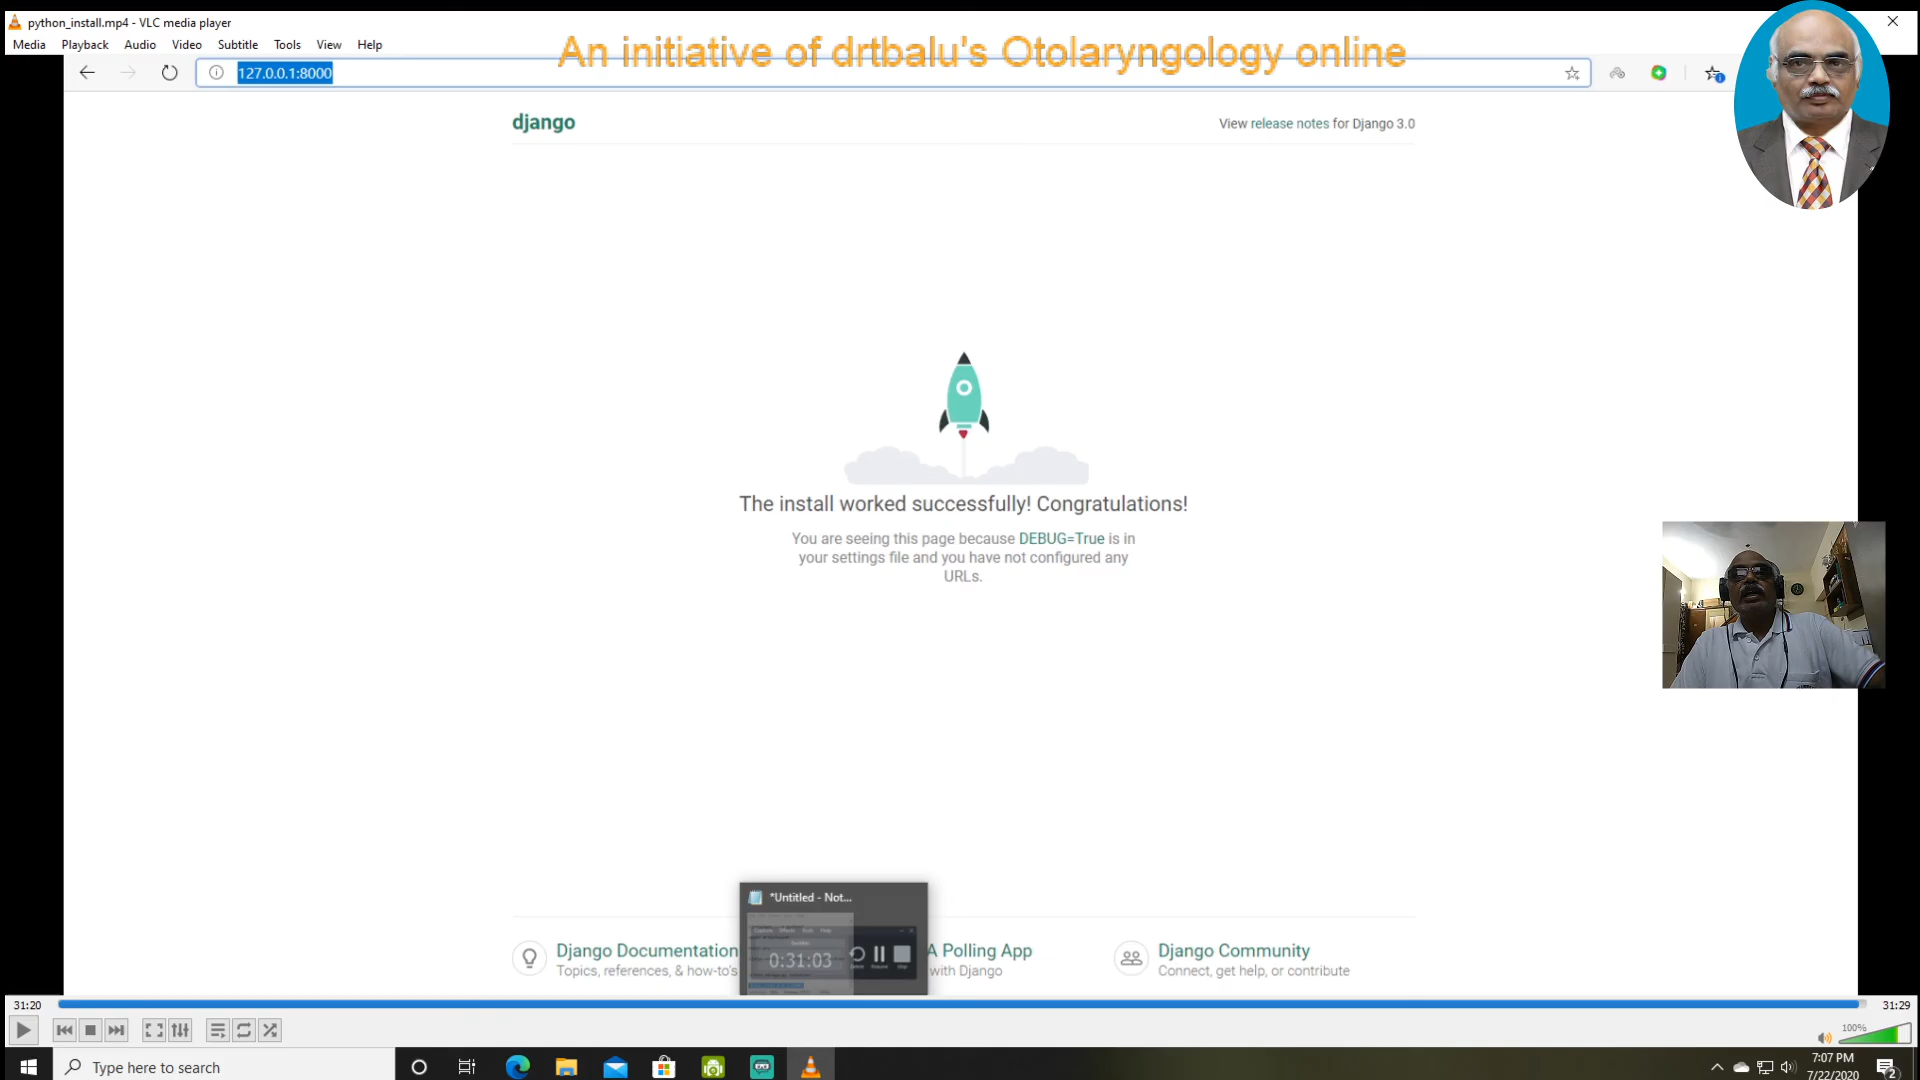 python_install.mp4 - VLC media player
Media Playback Audio Video Subtitle Tools View Help
An initiative of drtbalu's Otolaryngology online
127.0.0.1:8000
django
View release notes for Django 3.0
The install worked successfully! Congratulations!
You are seeing this page because DEBUG=True is in
your settings file and you have not configured any
URLs.
*Untitled - Not...
0:31:03
Django Documentation
Topics, references, & how-to's
A Polling App
with Django
Django Community
Connect, get help, or contribute
31:20
31:29
100%
Type here to search
7:07 PM
7/22/2020
2